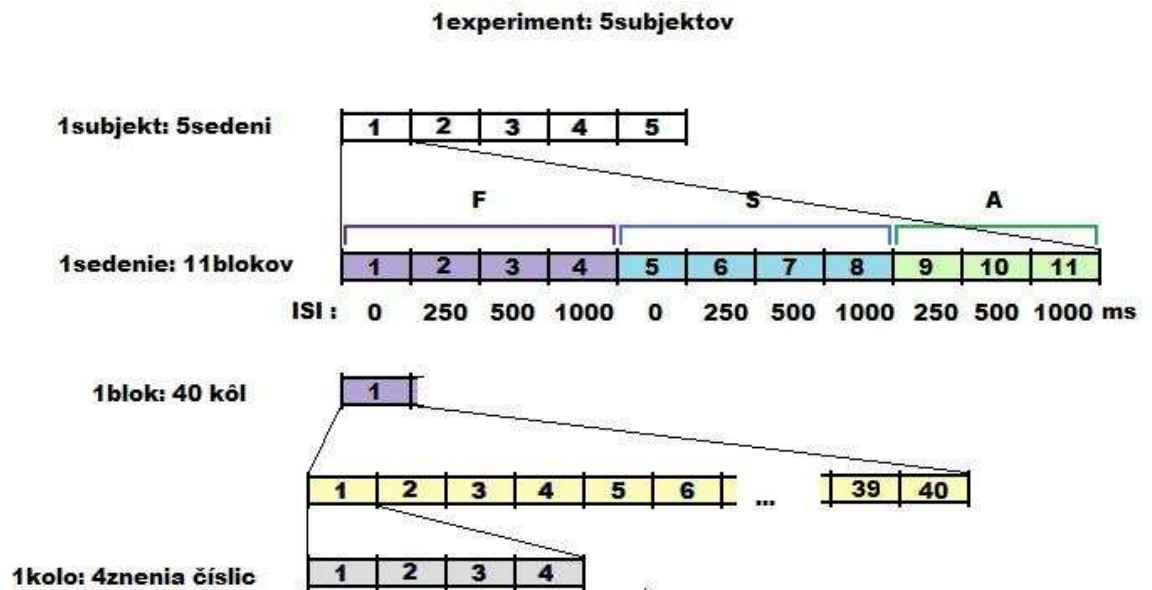 1experiment: 5subjektov
1subjekt: 5sedeni 1 2 3 4 5
F S A
1sedenie: 11blokov 1 2 3 4 5 6 7 8 9 10 11
ISI : 0 250 500 1000 0 250 500 1000 250 500 1000 ms
1blok: 40 kôl 1
1 2 3 4 5 6 ... 39 40
1kolo: 4znenia číslic 1 2 3 4